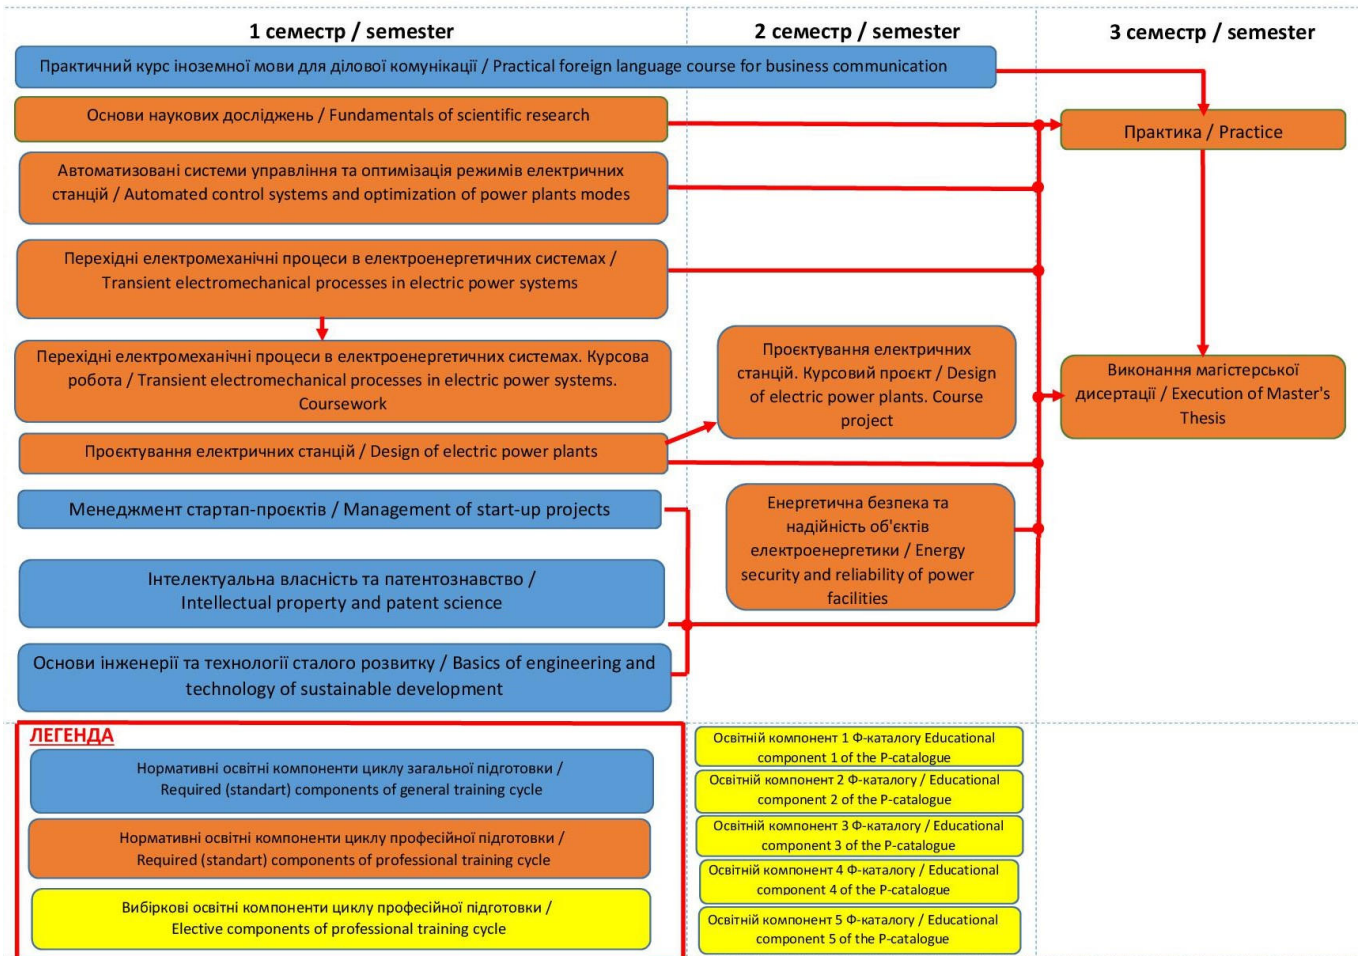 1 семестр / semester
2 семестр / semester
3 семестр / semester
Практичний курс іноземної мови для ділової комунікації / Practical foreign language course for business communication
Основи наукових досліджень / Fundamentals of scientific research
Практика / Practice
Автоматизовані системи управління та оптимізація режимів електричних
станцій / Automated control systems and optimization of power plants modes
Перехідні електромеханічні процеси в електроенергетичних системах /
Transient electromechanical processes in electric power systems
Перехідні електромеханічні процеси в електроенергетичних системах. Курсова
робота / Transient electromechanical processes in electric power systems.
Coursework
Проєктування електричних
станцій. Курсовий проєкт / Design
of electric power plants. Course
project
Виконання магістерської
дисертації / Execution of Master's
Thesis
Проєктування електричних станцій / Design of electric power plants
Менеджмент стартап-проєктів / Management of start-up projects
Енергетична безпека та
надійність об'єктів
електроенергетики / Energy
security and reliability of power
facilities
Інтелектуальна власність та патентознавство /
Intellectual property and patent science
Основи інженерії та технології сталого розвитку / Basics of engineering and
technology of sustainable development
ЛЕГЕНДА
Нормативні освітні компоненти циклу загальної підготовки /
Required (standart) components of general training cycle
Нормативні освітні компоненти циклу професійної підготовки /
Required (standart) components of professional training cycle
Вибіркові освітні компоненти циклу професійної підготовки /
Elective components of professional training cycle
Освітній компонент 1 Ф-каталогу Educational
component 1 of the P-catalogue
Освітній компонент 2 Ф-каталогу / Educational
component 2 of the P-catalogue
Освітній компонент 3 Ф-каталогу / Educational
component 3 of the P-catalogue
Освітній компонент 4 Ф-каталогу / Educational
component 4 of the P-catalogue
Освітній компонент 5 Ф-каталогу / Educational
component 5 of the P-catalogue